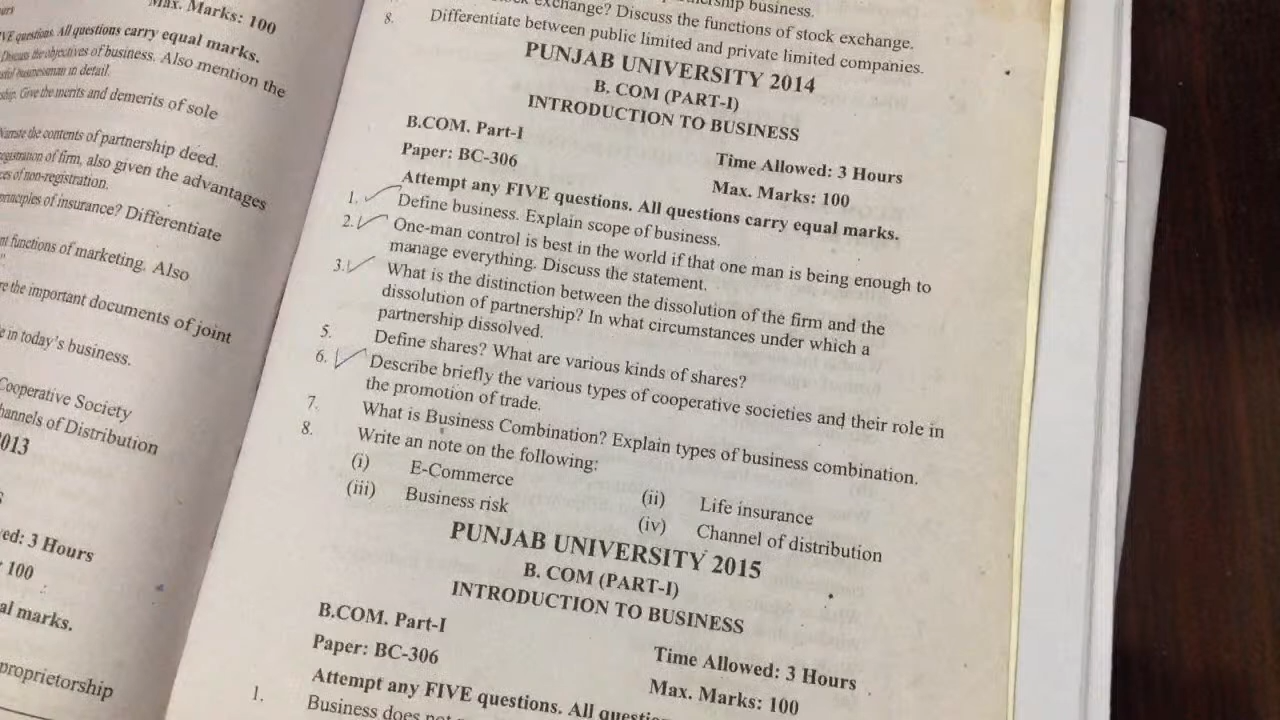 urs
Max. Marks: 100
VE questions. All questions carry equal marks.
Discuss the objectives of business. Also mention the
businessman in detail.
ship. Give the merits and demerits of sole
Narrate the contents of partnership deed.
egistration of firm, also given the advantages
es of non-registration.
principles of insurance? Differentiate
nt functions of marketing. Also
re the important documents of joint
e in today's business.
Cooperative Society
hannels of Distribution
2013
ed: 3 Hours
100
al marks.
proprietorship
ership business.
exchange? Discuss the functions of stock exchange.
8. Differentiate between public limited and private limited companies.
PUNJAB UNIVERSITY 2014
B. COM (PART-I)
INTRODUCTION TO BUSINESS
B.COM. Part-I
Paper: BC-306
Time Allowed: 3 Hours
Max. Marks: 100
Attempt any FIVE questions. All questions carry equal marks.
1. Define business. Explain scope of business.
2. One-man control is best in the world if that one man is being enough to
manage everything. Discuss the statement.
3. What is the distinction between the dissolution of the firm and the
dissolution of partnership? In what circumstances under which a
partnership dissolved.
5. Define shares? What are various kinds of shares?
6. Describe briefly the various types of cooperative societies and their role in
the promotion of trade.
7. What is Business Combination? Explain types of business combination.
8. Write an note on the following:
(i) E-Commerce (ii) Life insurance
(iii) Business risk (iv) Channel of distribution
PUNJAB UNIVERSITY 2015
B. COM (PART-I)
INTRODUCTION TO BUSINESS
B.COM. Part-I
Paper: BC-306
Time Allowed: 3 Hours
Max. Marks: 100
Attempt any FIVE questions. All questio
1. Business does not